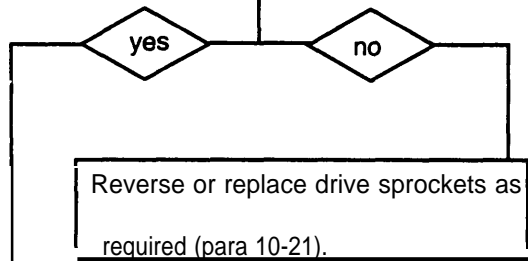 yes
no
Reverse or replace drive sprockets as
required (para 10-21).